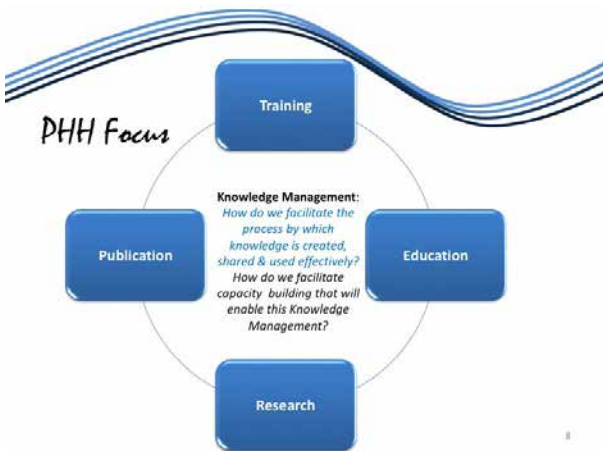 Training
PHH Focus
Knowledge Management:
How do we facilitate the
process by which
knowledge is created,
shared & used effectively?
How do we facilitate
capacity building that will
enable this Knowledge
Management?
Publication
Education
Research
8